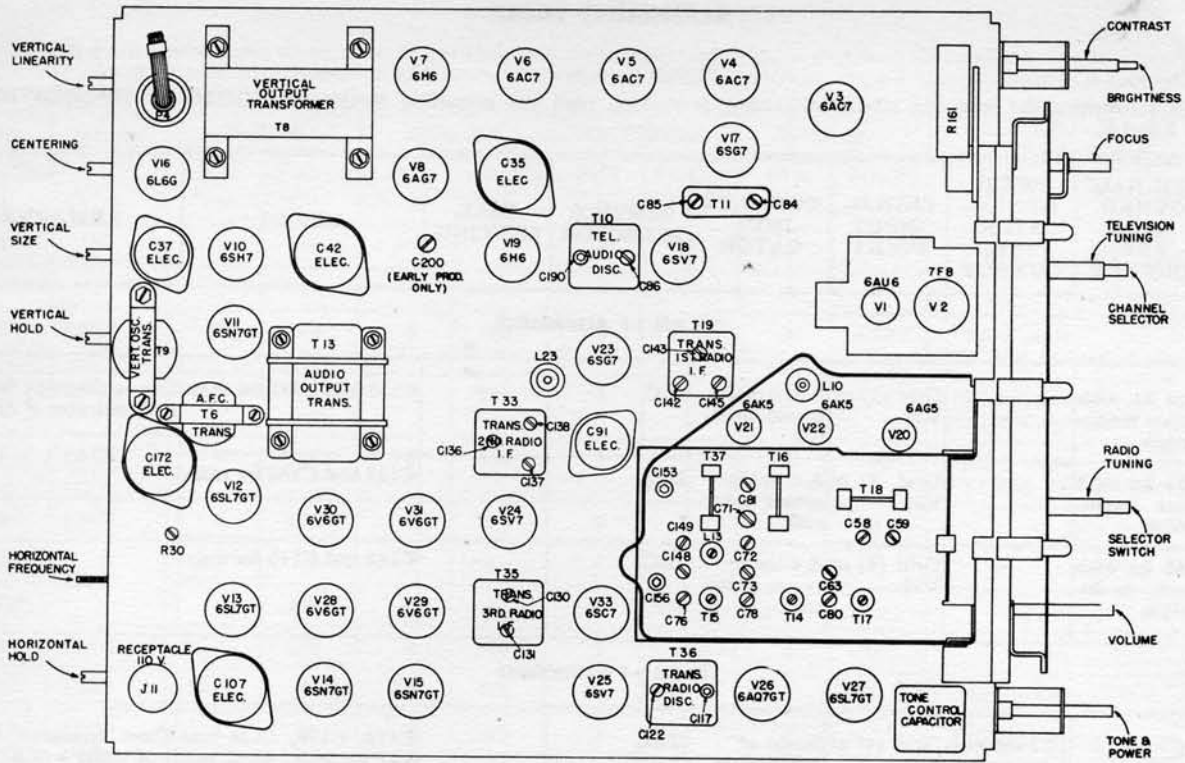 VERTICAL
LINEARITY
P4
VERTICAL
OUTPUT
TRANSFORMER
T8
V7
6H6
V6
6AC7
V5
6AC7
V4
6AC7
V3
6AC7
R161
CONTRAST
BRIGHTNESS
CENTERING
V16
6L6G
V8
6AG7
C35
ELEC
V17
6SG7
C85
T11
C84
FOCUS
VERTICAL
SIZE
C37
ELEC.
V10
6SH7
C42
ELEC.
C200
(EARLY PROD.
ONLY)
V19
6H6
T10
TEL.
AUDIO
DISC.
C190
C86
V18
6SV7
6AU6
V1
7F8
V2
TELEVISION
TUNING
CHANNEL
SELECTOR
VERTICAL
HOLD
VERT. OSC.
TRANS.
T9
V11
6SN7GT
T13
AUDIO
OUTPUT
TRANS.
A.F.C.
T6
TRANS
L23
V23
6SG7
T19
TRANS.
1ST RADIO
I.F.
C143
C142
C145
6AK5
V21
6AK5
V22
L10
6AG5
V20
T33
TRANS.
2ND RADIO
I.F.
C136
C138
C137
C91
ELEC.
C172
ELEC.
V12
6SL7GT
R30
V30
6V6GT
V31
6V6GT
V24
6SV7
C153
T37
T16
C81
C71
T18
C58
C59
C149
L13
C72
C148
C73
C63
C156
C76
T15
C78
T14
C80
T17
RADIO
TUNING
SELECTOR
SWITCH
HORIZONTAL
FREQUENCY
V13
6SL7GT
V28
6V6GT
V29
6V6GT
T35
TRANS.
3RD. RADIO
I.F.
C130
C131
V33
6SC7
VOLUME
HORIZONTAL
HOLD
RECEPTACLE
110 V.
J11
C107
ELEC.
V14
6SN7GT
V15
6SN7GT
V25
6SV7
T36
TRANS.
RADIO
DISC.
C122
C117
V26
6AQ7GT
V27
6SL7GT
TONE
CONTROL
CAPACITOR
TONE &
POWER